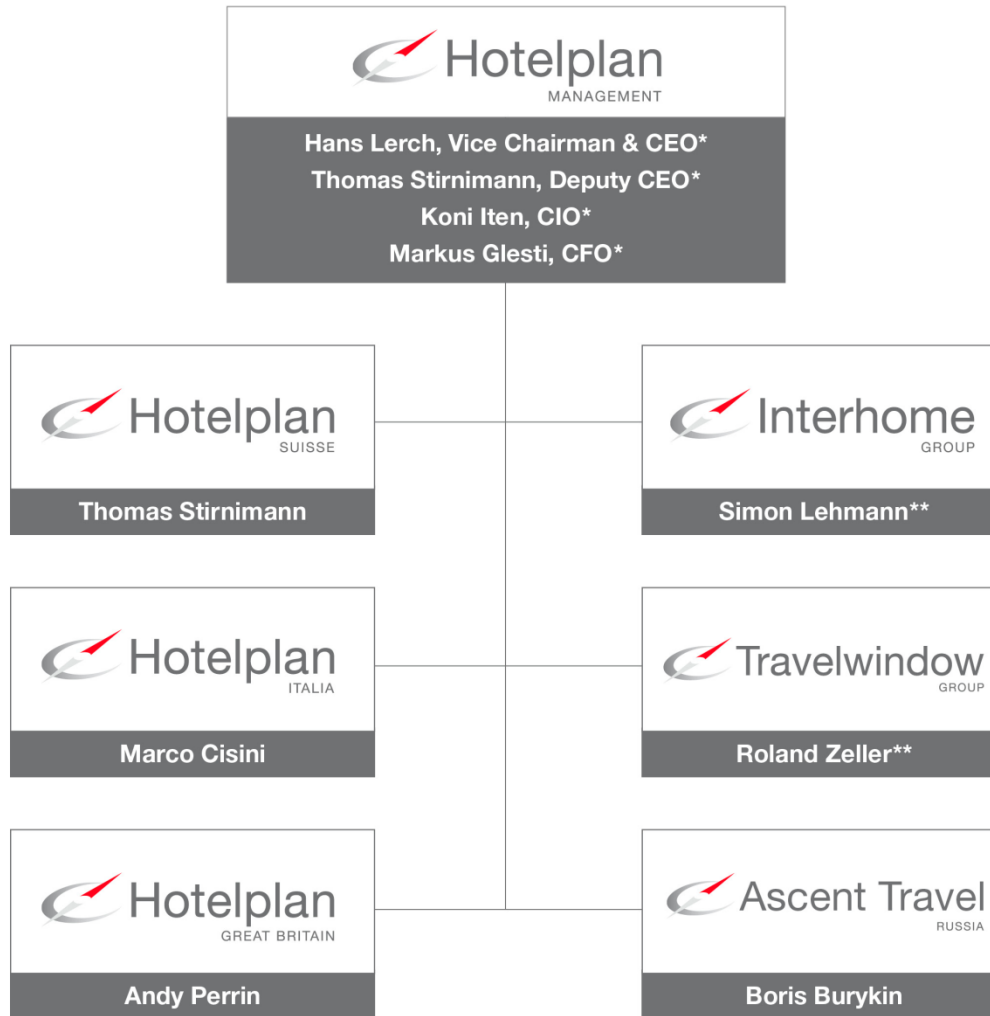 Hotelplan
MANAGEMENT
Hans Lerch, Vice Chairman & CEO*
Thomas Stirnimann, Deputy CEO*
Koni Iten, CIO*
Markus Glesti, CFO*
Hotelplan
SUISSE
Thomas Stirnimann
Interhome
GROUP
Simon Lehmann**
Hotelplan
ITALIA
Marco Cisini
Travelwindow
GROUP
Roland Zeller**
Hotelplan
GREAT BRITAIN
Andy Perrin
Ascent Travel
RUSSIA
Boris Burykin